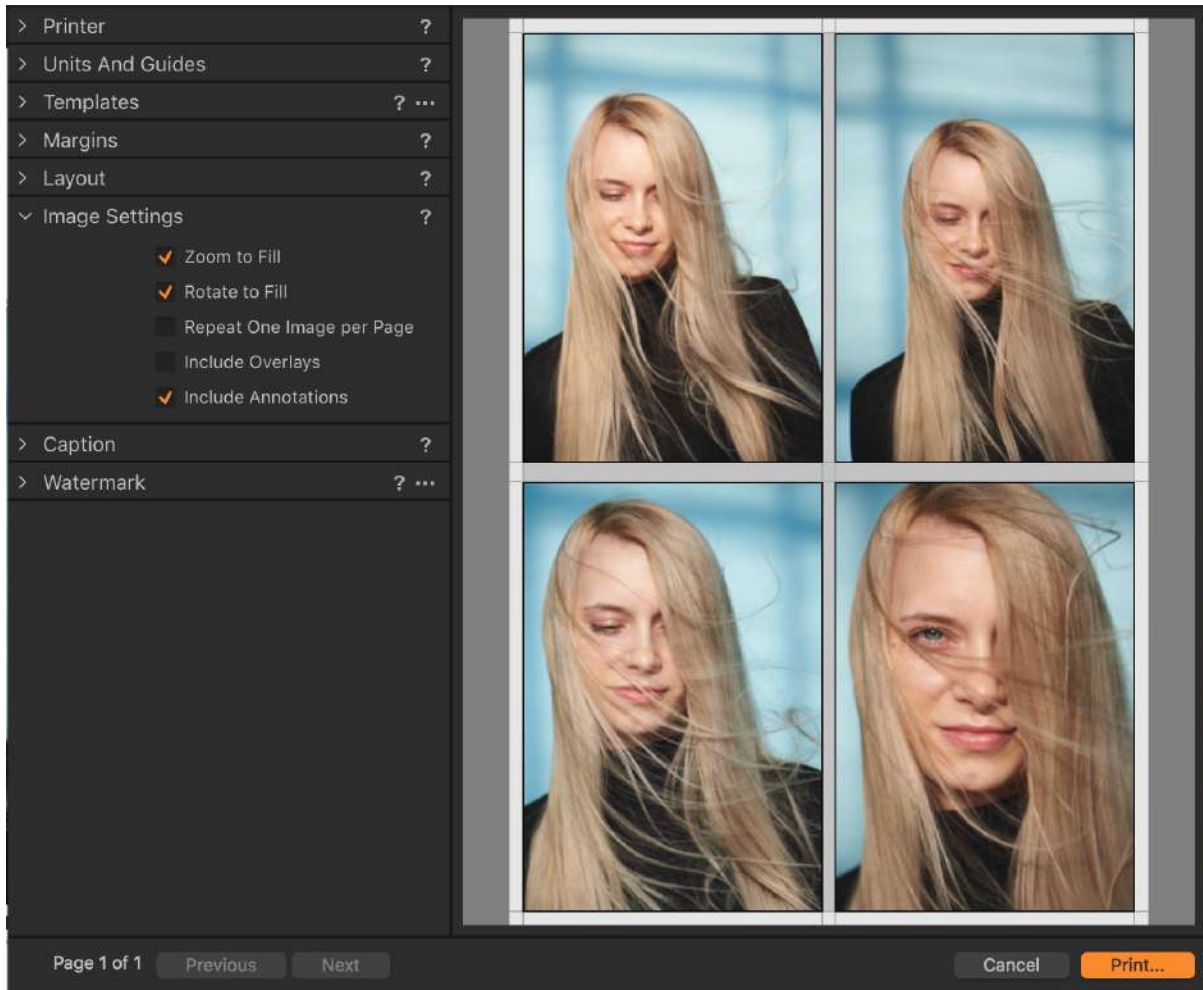 > Printer ?
> Units And Guides ?
> Templates ? ...
> Margins ?
> Layout ?
Image Settings ?
Zoom to Fill
Rotate to Fill
Repeat One Image per Page
Include Overlays
Include Annotations
> Caption ?
> Watermark ? ...
Page 1 of 1 Previous Next Cancel Print...